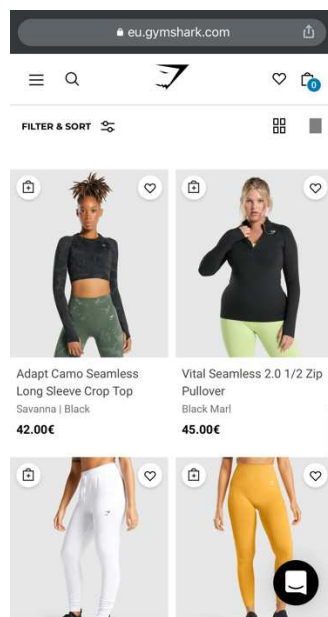 eu.gymshark.com
0
FILTER & SORT
Adapt Camo Seamless
Long Sleeve Crop Top
Savanna | Black
42.00€
Vital Seamless 2.0 1/2 Zip
Pullover
Black Marl
45.00€